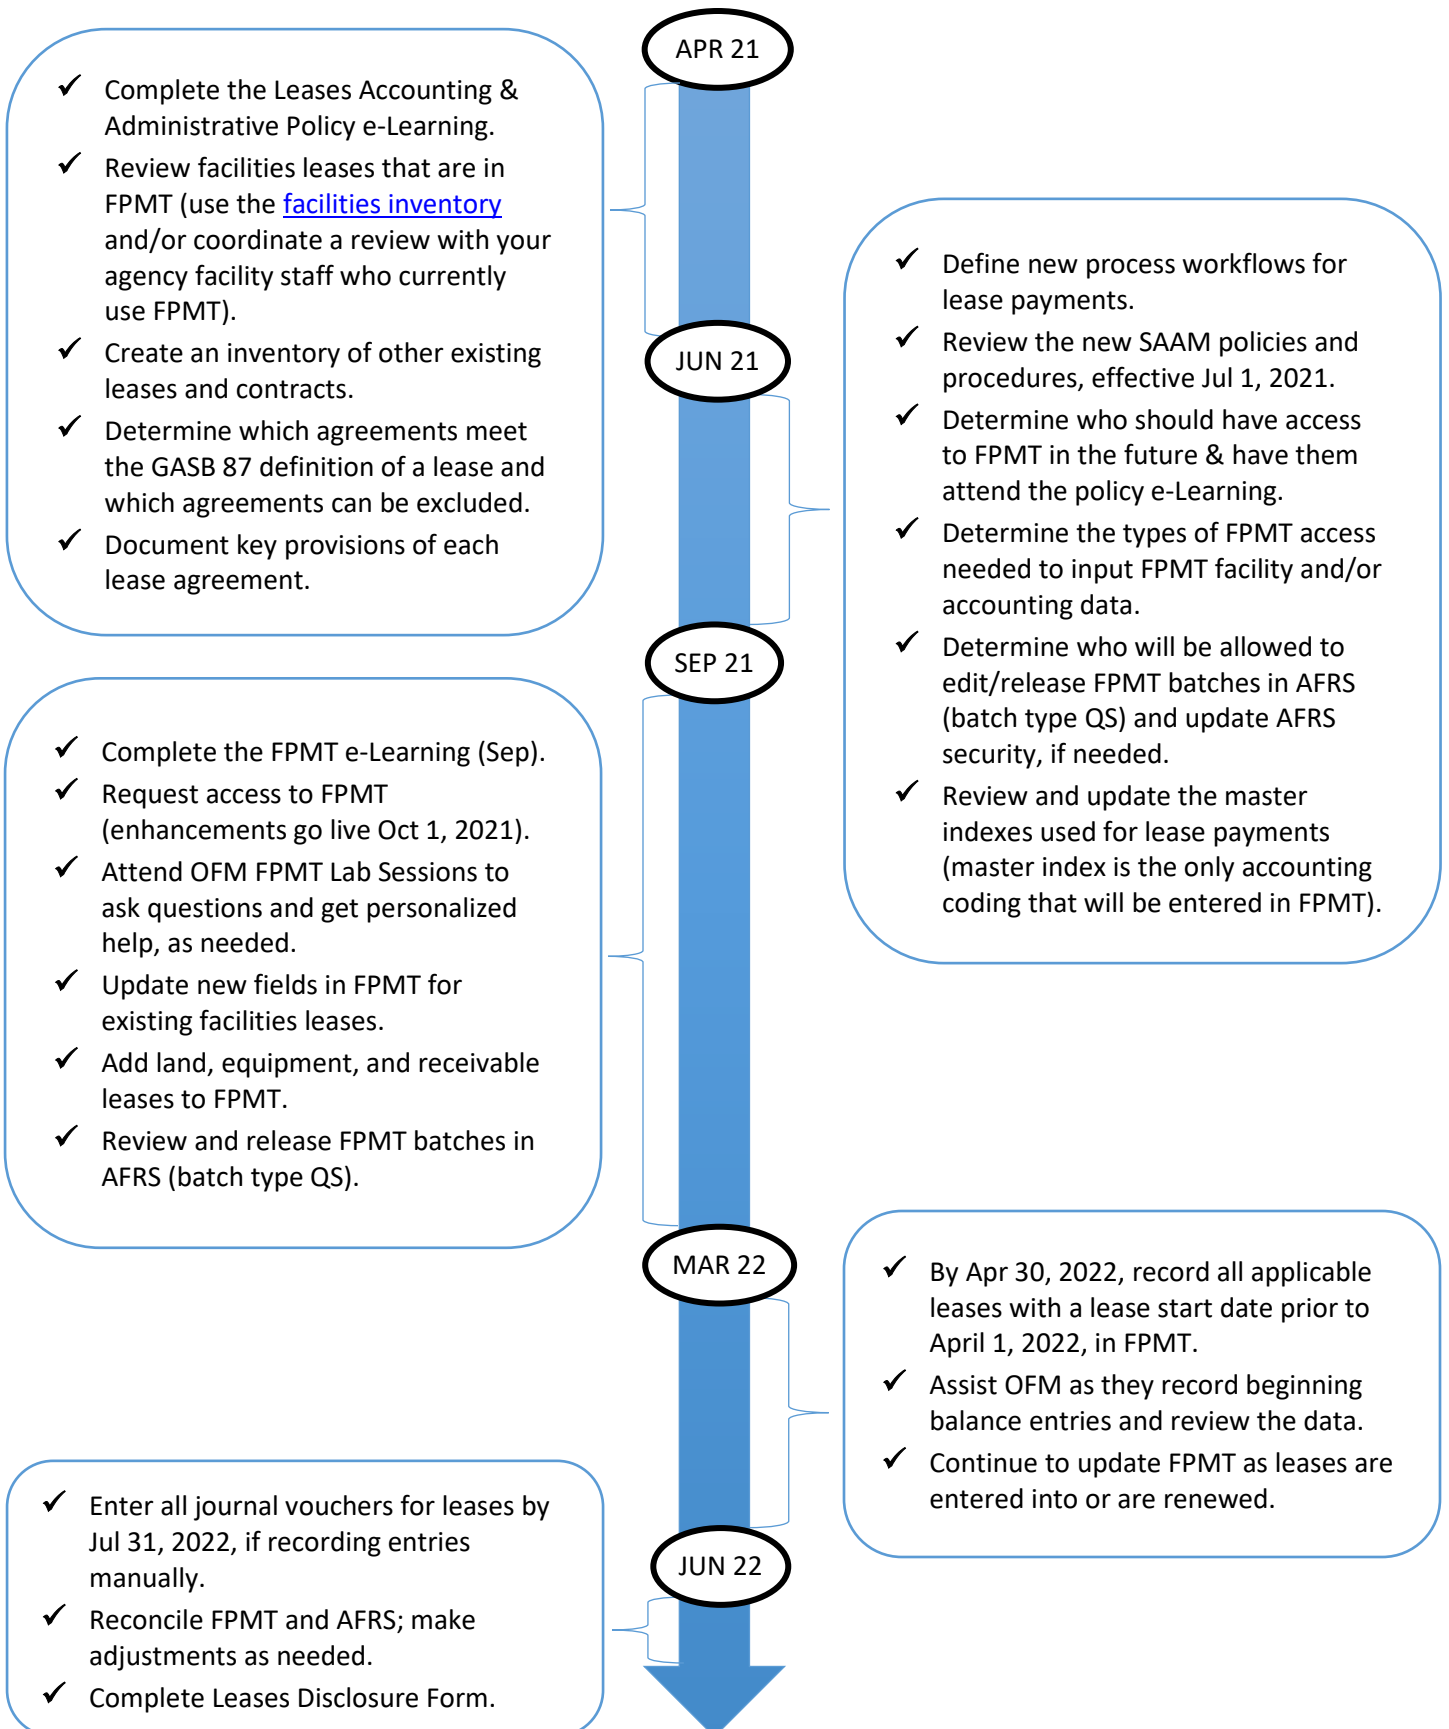 APR 21
✓ Complete the Leases Accounting &
Administrative Policy e-Learning.
✓ Review facilities leases that are in
FPMT (use the facilities inventory
and/or coordinate a review with your
agency facility staff who currently
use FPMT).
✓ Create an inventory of other existing
leases and contracts.
✓ Determine which agreements meet
the GASB 87 definition of a lease and
which agreements can be excluded.
✓ Document key provisions of each
lease agreement.
JUN 21
✓ Define new process workflows for
lease payments.
✓ Review the new SAAM policies and
procedures, effective Jul 1, 2021.
✓ Determine who should have access
to FPMT in the future & have them
attend the policy e-Learning.
✓ Determine the types of FPMT access
needed to input FPMT facility and/or
accounting data.
✓ Determine who will be allowed to
edit/release FPMT batches in AFRS
(batch type QS) and update AFRS
security, if needed.
✓ Review and update the master
indexes used for lease payments
(master index is the only accounting
coding that will be entered in FPMT).
SEP 21
✓ Complete the FPMT e-Learning (Sep).
✓ Request access to FPMT
(enhancements go live Oct 1, 2021).
✓ Attend OFM FPMT Lab Sessions to
ask questions and get personalized
help, as needed.
✓ Update new fields in FPMT for
existing facilities leases.
✓ Add land, equipment, and receivable
leases to FPMT.
✓ Review and release FPMT batches in
AFRS (batch type QS).
MAR 22
✓ By Apr 30, 2022, record all applicable
leases with a lease start date prior to
April 1, 2022, in FPMT.
✓ Assist OFM as they record beginning
balance entries and review the data.
✓ Continue to update FPMT as leases are
entered into or are renewed.
JUN 22
✓ Enter all journal vouchers for leases by
Jul 31, 2022, if recording entries
manually.
✓ Reconcile FPMT and AFRS; make
adjustments as needed.
✓ Complete Leases Disclosure Form.